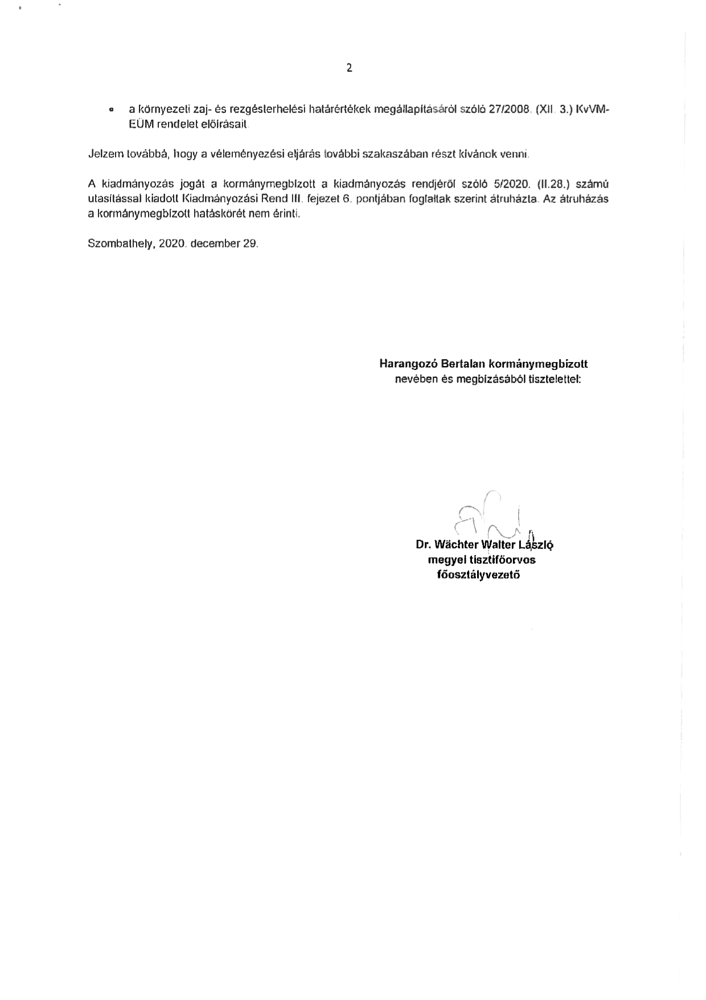 2
• a környezeti zaj- és rezgésterhelési határértékek megállapításáról szóló 27/2008. (XII. 3.) KvVM-
EÜM rendelet előírásait.
Jelzem továbbá, hogy a véleményezési eljárás további szakaszában részt kívánok venni.
A kiadmányozás jogát a kormánymegbízott a kiadmányozás rendjéről szóló 5/2020. (II.28.) számú
utasítással kiadott Kiadmányozási Rend III. fejezet 6. pontjában foglaltak szerint átruházta. Az átruházás
a kormánymegbízott hatáskörét nem érinti.
Szombathely, 2020. december 29.
Harangozó Bertalan kormánymegbízott
nevében és megbízásából tisztelettel:
Dr. Wächter Walter László
megyei tisztifőorvos
főosztályvezető